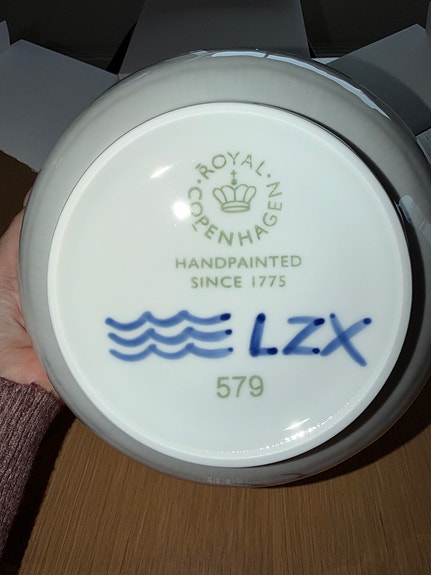 ROYAL
COPENHAGEN
HANDPAINTED
SINCE 1775
LZX
579